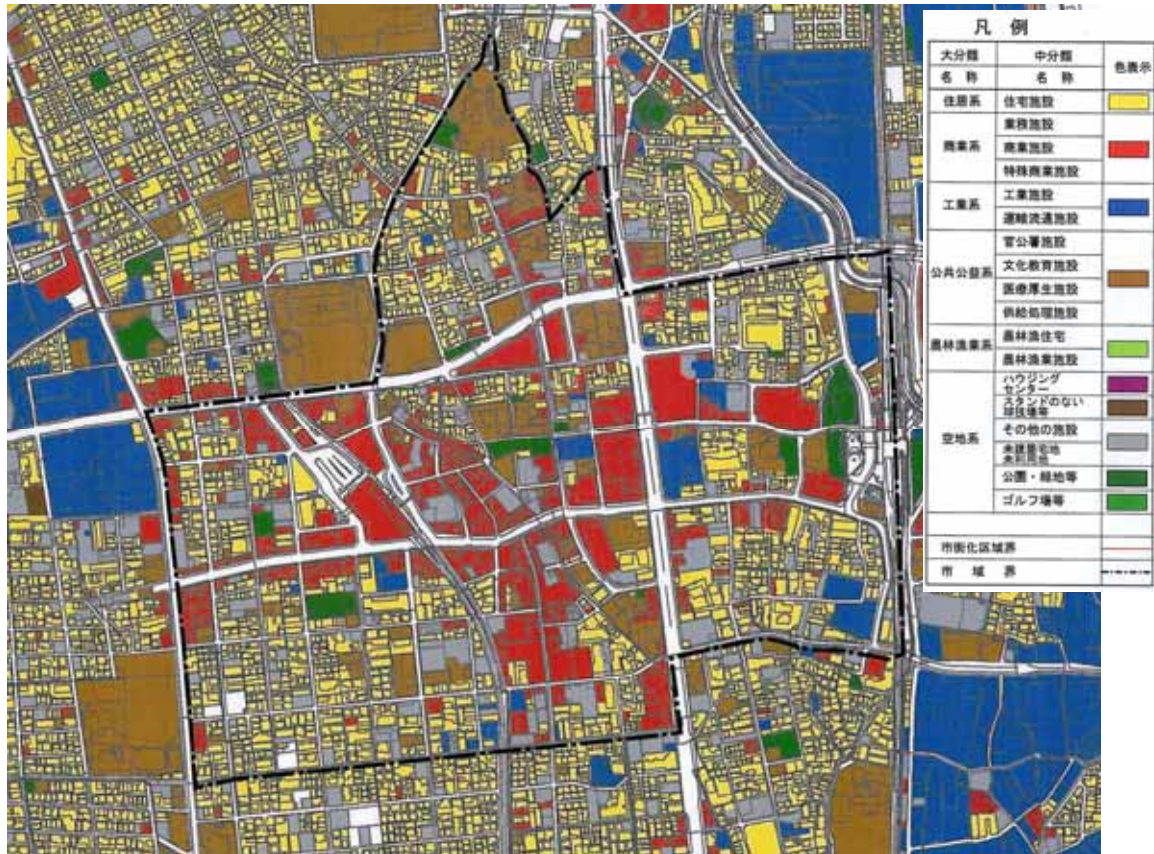 凡 例
大分類 中分類 色表示
名 称 名 称
住居系 住宅施設
商業系 業務施設
商業施設
特殊商業施設
工業系 工業施設
運輸流通施設
公共公益系 官公署施設
文化教育施設
医療厚生施設
供給処理施設
農林漁業系 農林漁住宅
農林漁業施設
空地系 ハウジング
センター
スタンドのない
球技場等
その他の施設
未建築宅地
公園・緑地等
ゴルフ場等
市街化区域界
市 域 界